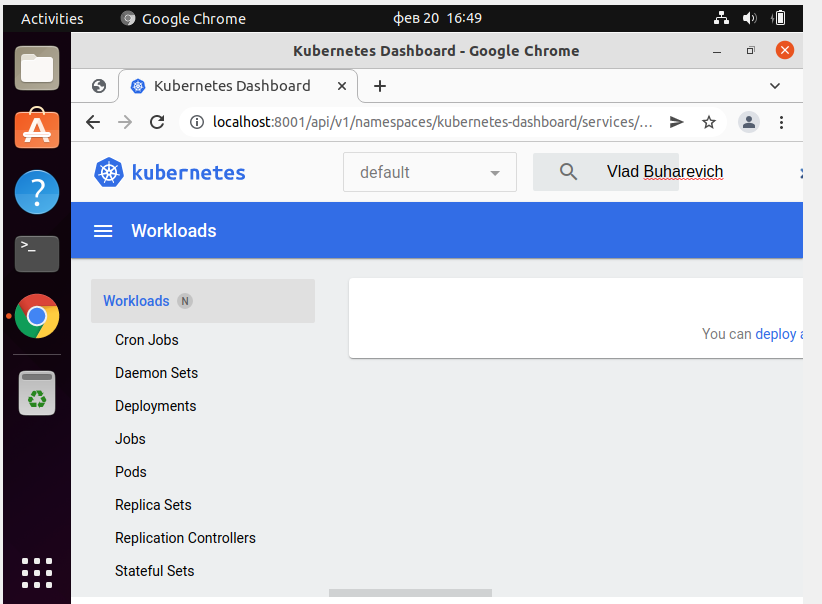 Activities Google Chrome фев 20 16:49
Kubernetes Dashboard - Google Chrome
Kubernetes Dashboard
localhost:8001/api/v1/namespaces/kubernetes-dashboard/services/...
kubernetes default Vlad Buharevich
Workloads
Workloads N
You can deploy a
Cron Jobs
Daemon Sets
Deployments
Jobs
Pods
Replica Sets
Replication Controllers
Stateful Sets